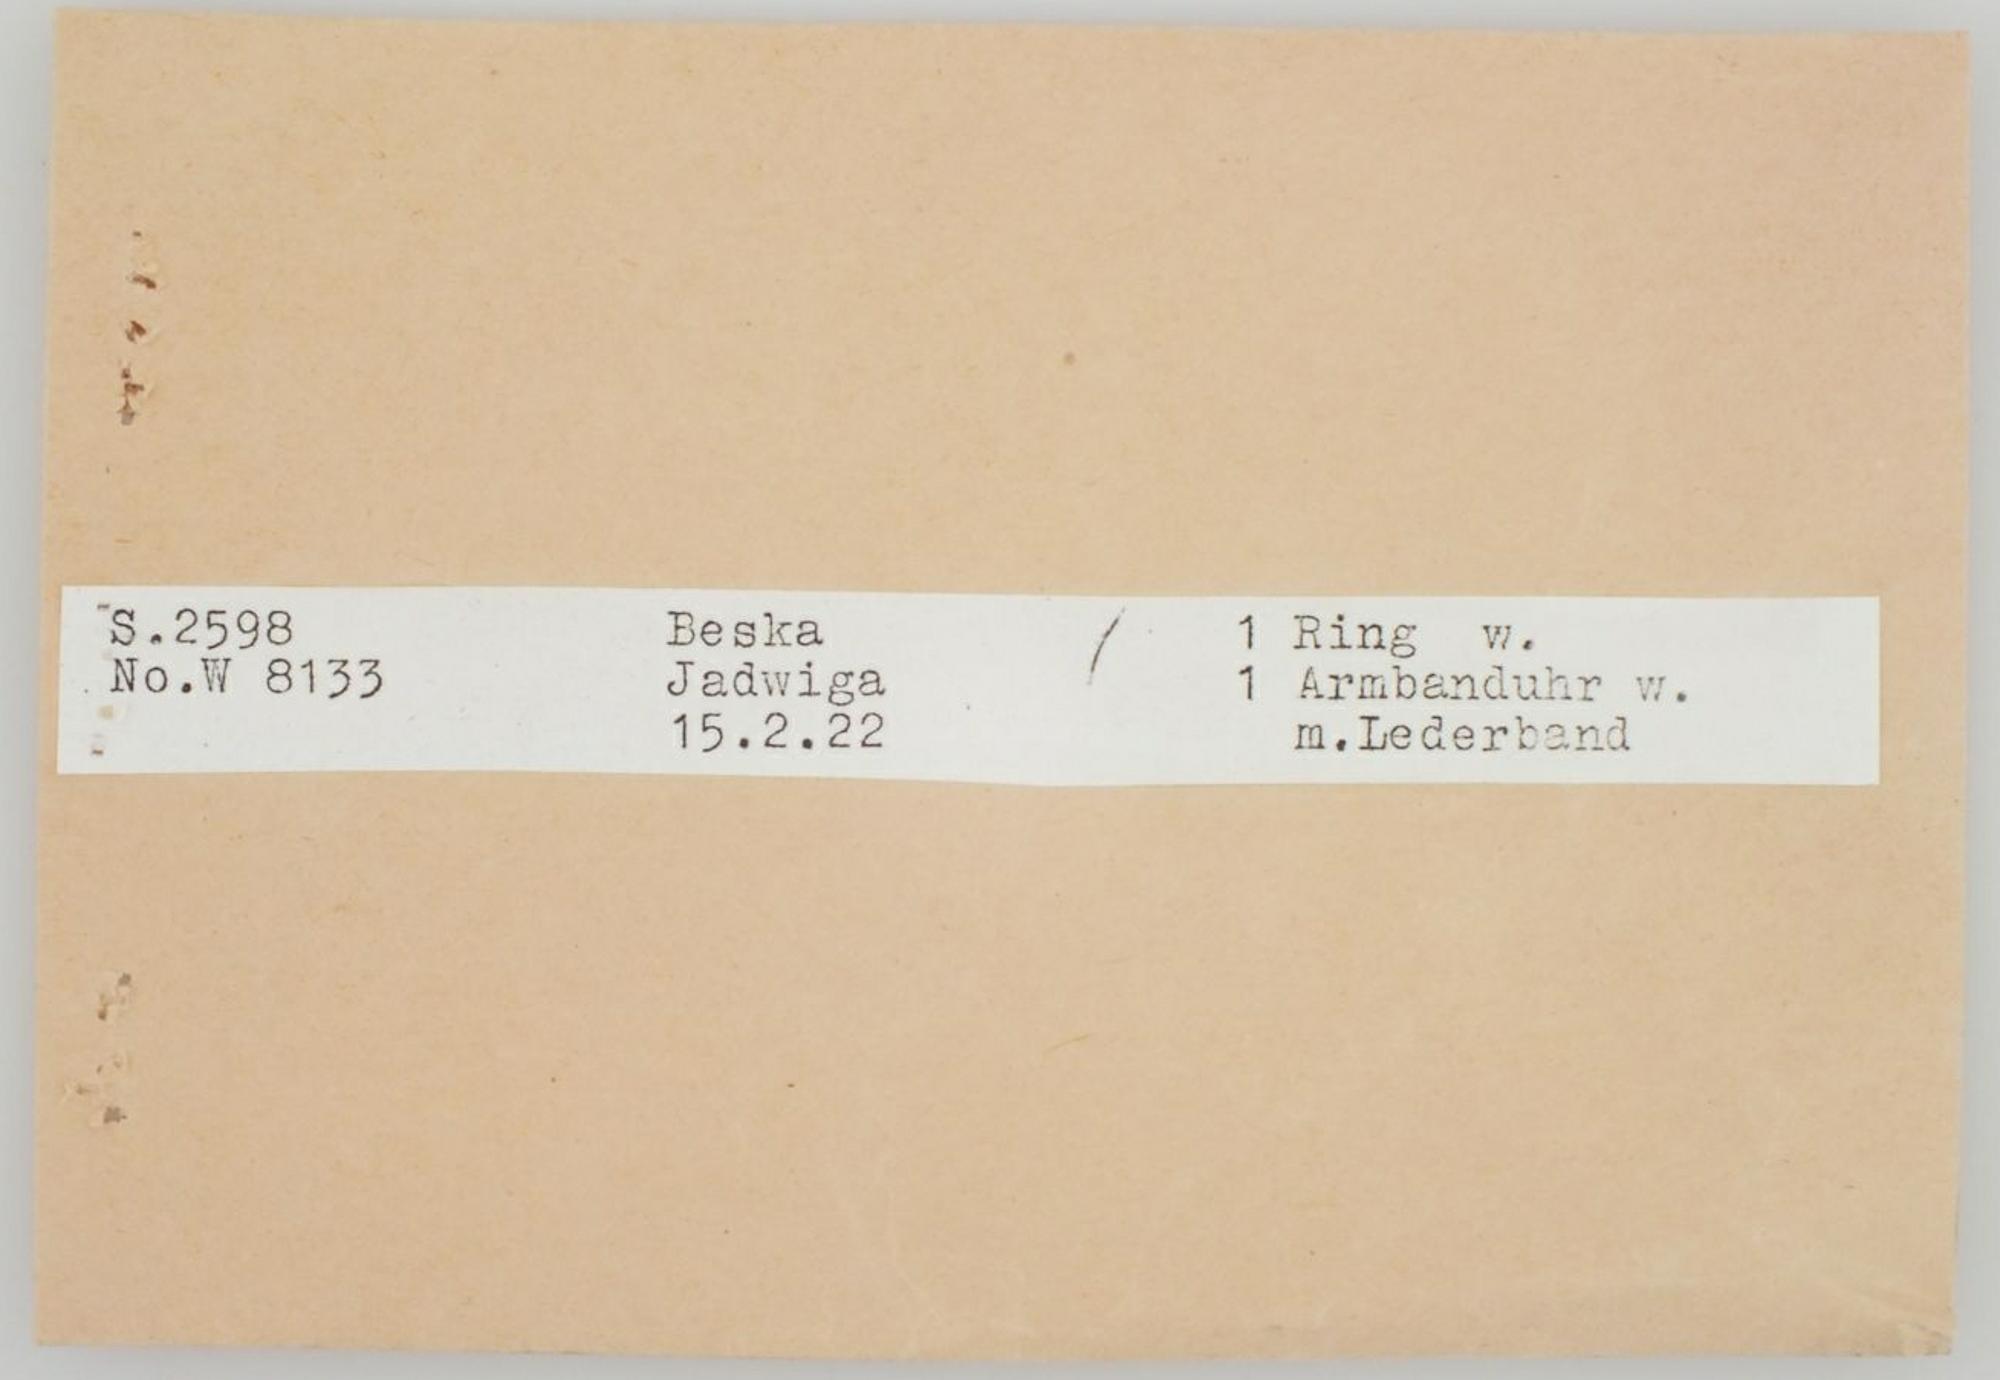 S.2598
No.W 8133
Beska
Jadwiga
15.2.22
1 Ring w.
1 Armbanduhr w.
m.Lederband